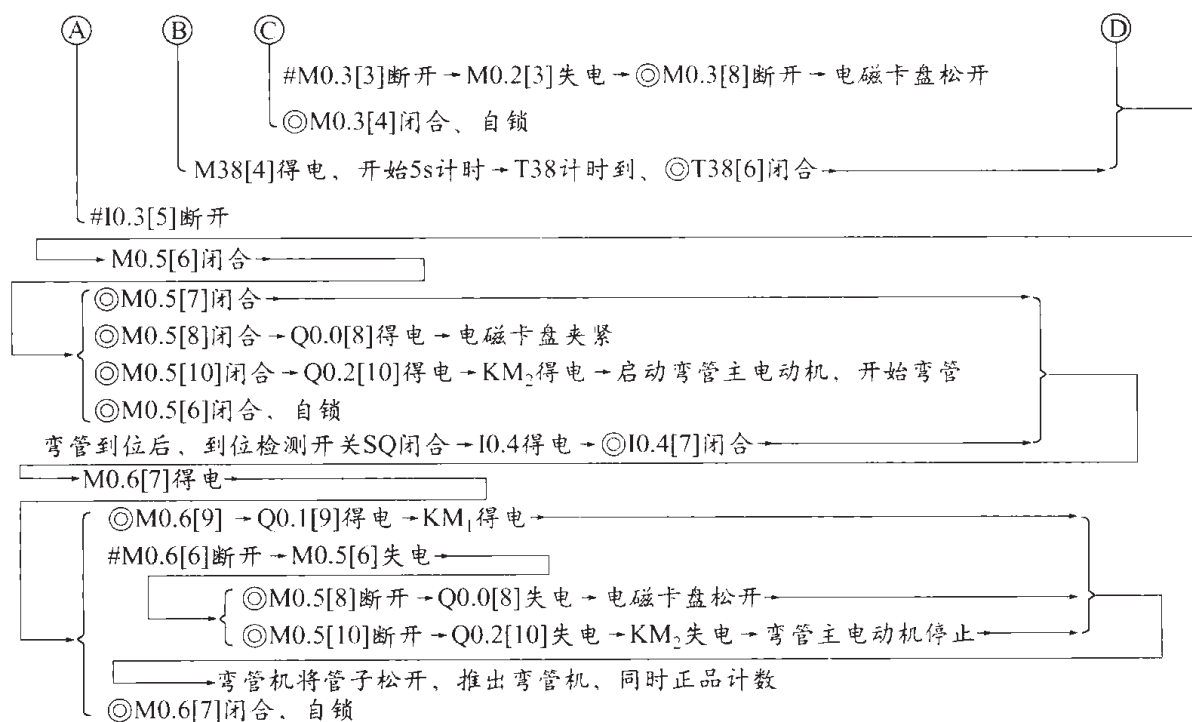 Ⓐ Ⓑ Ⓒ Ⓓ
#M0.3[3]断开→M0.2[3]失电→◎M0.3[8]断开→电磁卡盘松开
◎M0.3[4]闭合、自锁
M38[4]得电、开始5s计时→T38计时到、◎T38[6]闭合
#I0.3[5]断开
M0.5[6]闭合
◎M0.5[7]闭合
◎M0.5[8]闭合→Q0.0[8]得电→电磁卡盘夹紧
◎M0.5[10]闭合→Q0.2[10]得电→KM₂得电→启动弯管主电动机、开始弯管
◎M0.5[6]闭合、自锁
弯管到位后、到位检测开关SQ闭合→I0.4得电→◎I0.4[7]闭合
M0.6[7]得电
◎M0.6[9]→Q0.1[9]得电→KM₁得电
#M0.6[6]断开→M0.5[6]失电
◎M0.5[8]断开→Q0.0[8]失电→电磁卡盘松开
◎M0.5[10]断开→Q0.2[10]失电→KM₂失电→弯管主电动机停止
弯管机将管子松开、推出弯管机、同时正品计数
◎M0.6[7]闭合、自锁